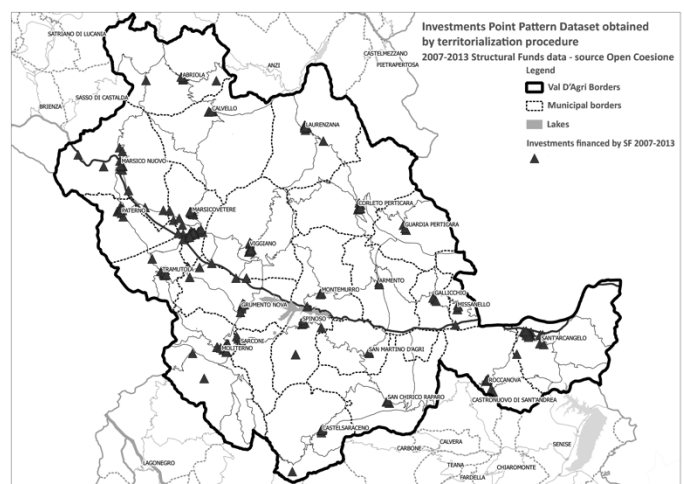 Investments Point Pattern Dataset obtained
by territorialization procedure
2007-2013 Structural Funds data - source Open Coesione
Legend
Val D'Agri Borders
Municipal borders
Lakes
Investments financed by SF 2007-2013
SATRIANO DI LUCANIA
CASTELMEZZANO
PIETRAPERTOSA
ANZI
ABRIOLA
SASSO DI CASTALDA
BRIENZA
CALVELLO
LAURENZANA
MARSICO NUOVO
CORLETO PERTICARA
PATERNO
MARSICOVETERE
GUARDIA PERTICARA
VIGGIANO
TRAMUTOLA
ARMENTO
MONTEMURRO
GALLICCHIO
MISSANELLO
GRUMENTO NOVA
SPINOSO
SARCONI
SANT'ARCANGELO
MOLITERNO
SAN MARTINO D'AGRI
ROCCANOVA
CASTRONUOVO DI SANT'ANDREA
SAN CHIRICO RAPARO
CASTELSARACENO
CALVERA
CARBONE
SENISE
LAGONEGRO
TEANA
CHIAROMONTE
FARDELLA